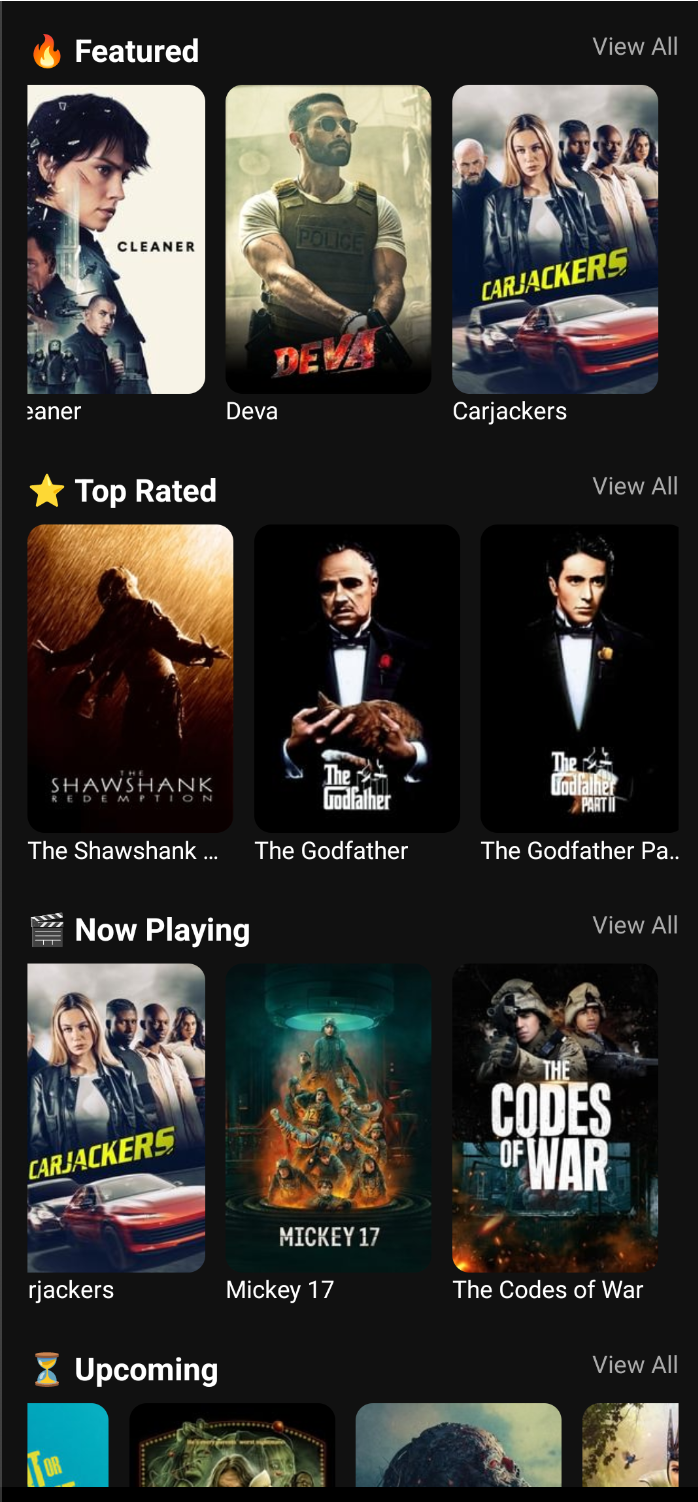 🔥 Featured
View All
CLEANER
POLICE
DEVA
CARJACKERS
eaner
Deva
Carjackers
⭐ Top Rated
View All
THE
SHAWSHANK
REDEMPTION
The
Godfather
The
Godfather
PART II
The Shawshank ...
The Godfather
The Godfather Pa..
🎬 Now Playing
View All
CARJACKERS
MICKEY 17
THE
CODES
OF WAR
rjackers
Mickey 17
The Codes of War
⏳ Upcoming
View All
OR